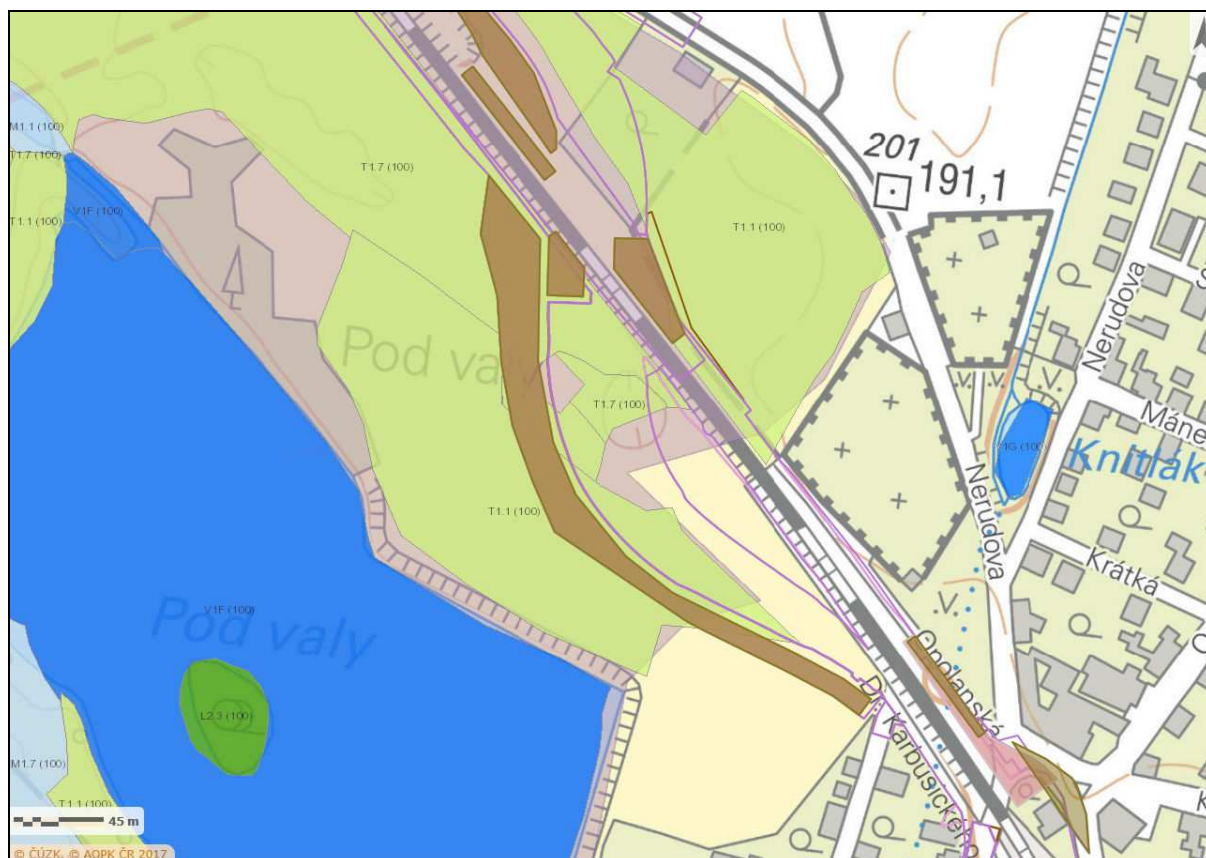 M1.1 (100)
T1.7 (100)
T1.1 (100)
V1F (100)
T1.7 (100)
T1.1 (100)
201
191,1
Pod valy
T1.7 (100)
Nerudova
Knitlák
Nerudova
Krátká
T1.1 (100)
V1F (100)
Pod valy
L2.3 (100)
M1.7 (100)
T1.1 (100)
Opolanská
Karbusického
45 m
© ČÚZK, © AOPK ČR 2017